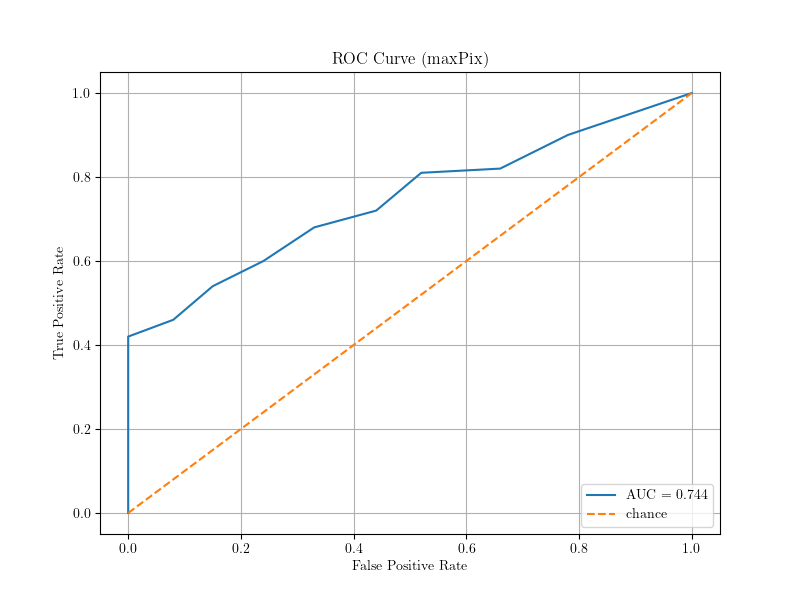 ROC Curve (maxPix)
1.0
0.8
0.6
0.4
0.2
0.0
True Positive Rate
AUC = 0.744
chance
0.0 0.2 0.4 0.6 0.8 1.0
False Positive Rate